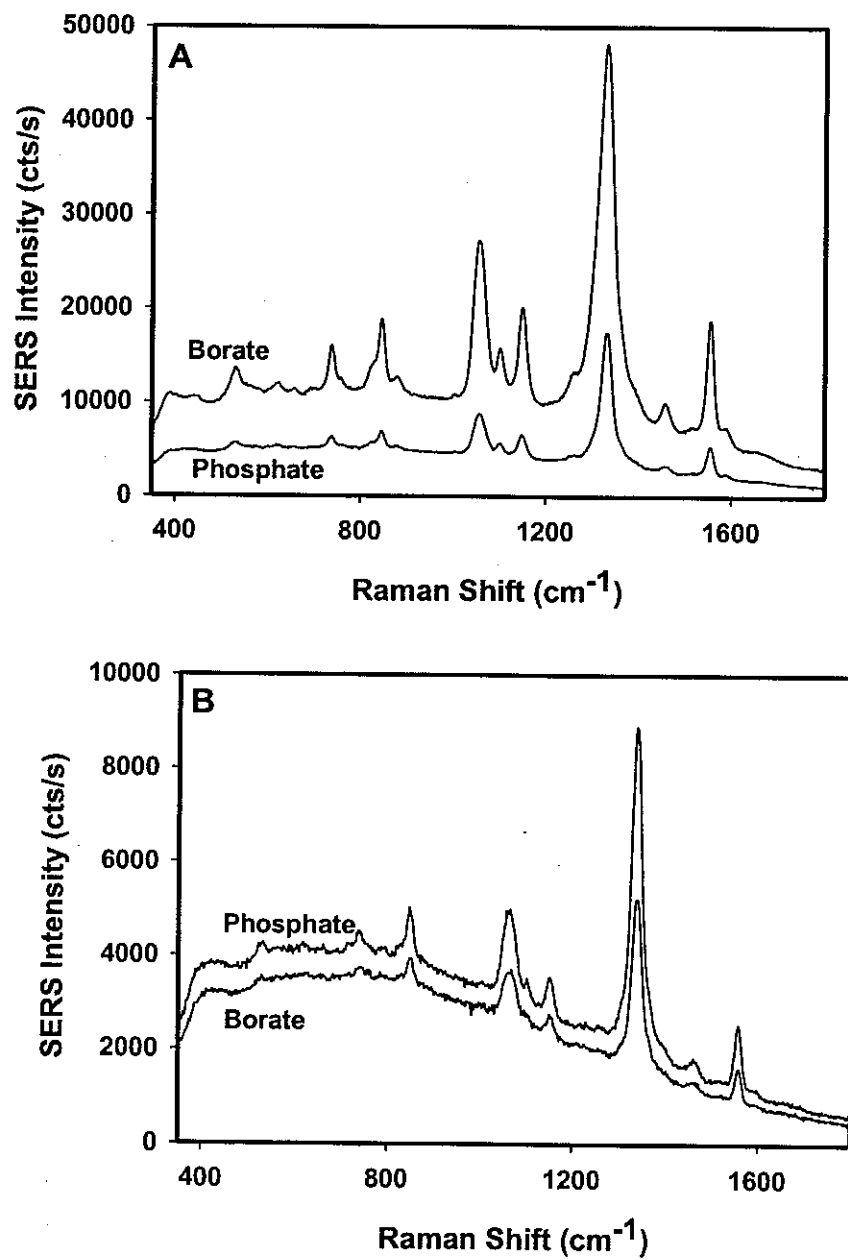 A
50000
40000
30000
20000
10000
0
SERS Intensity (cts/s)
Borate
Phosphate
400 800 1200 1600
Raman Shift (cm-1)
B
10000
8000
6000
4000
2000
0
SERS Intensity (cts/s)
Phosphate
Borate
400 800 1200 1600
Raman Shift (cm-1)